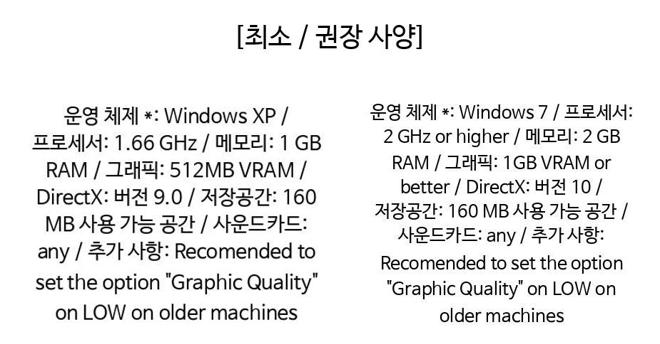 [최소 / 권장 사양]
운영 체제 *: Windows XP /
프로세서: 1.66 GHz / 메모리: 1 GB
RAM / 그래픽: 512MB VRAM /
DirectX: 버전 9.0 / 저장공간: 160
MB 사용 가능 공간 / 사운드카드:
any / 추가 사항: Recomended to
set the option "Graphic Quality"
on LOW on older machines
운영 체제 *: Windows 7 / 프로세서:
2 GHz or higher / 메모리: 2 GB
RAM / 그래픽: 1GB VRAM or
better / DirectX: 버전 10 /
저장공간: 160 MB 사용 가능 공간 /
사운드카드: any / 추가 사항:
Recomended to set the option
"Graphic Quality" on LOW on
older machines